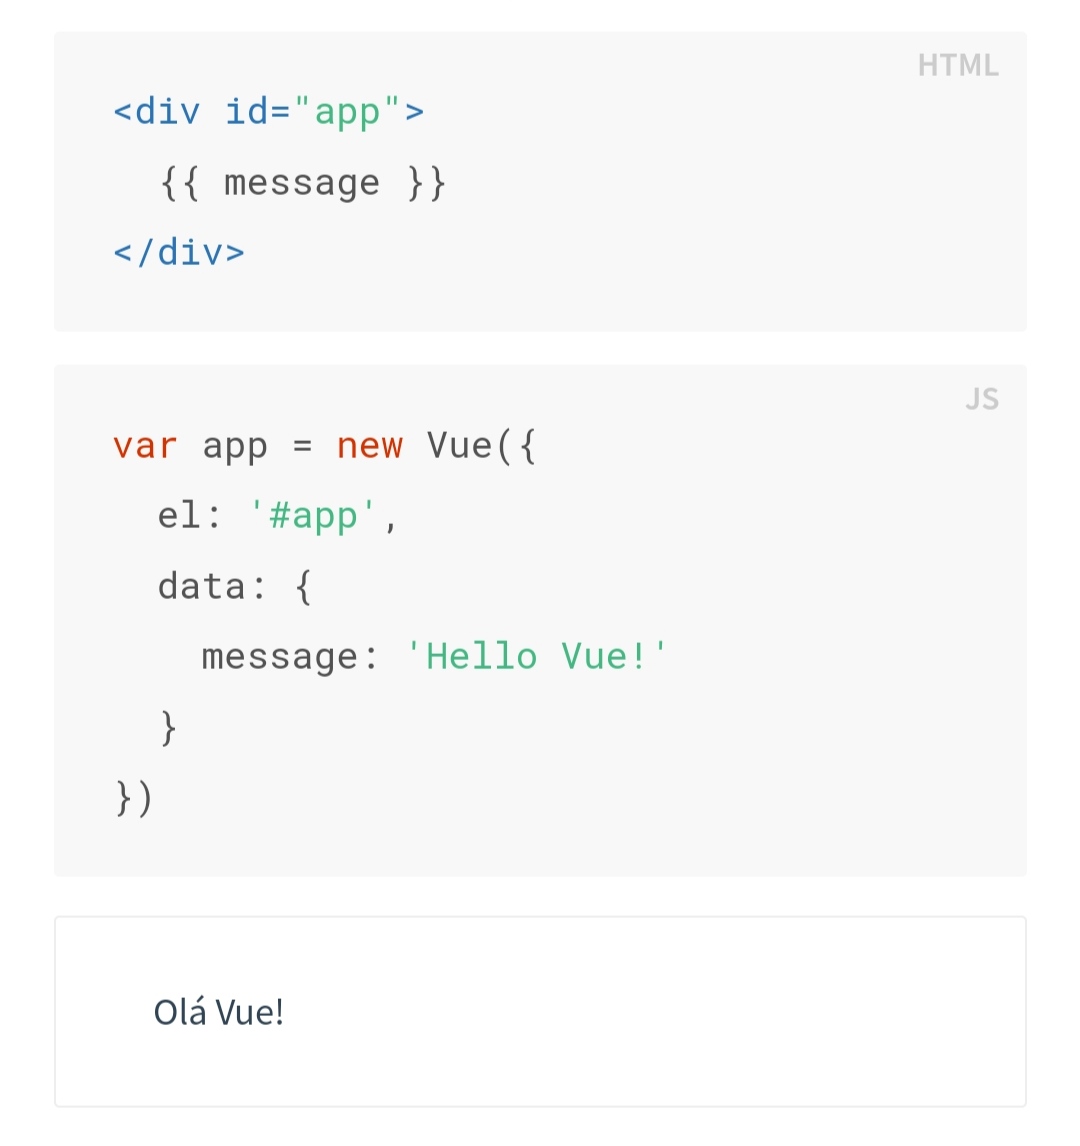 HTML
<div id="app">
  {{ message }}
</div>
JS
var app = new Vue({
  el: '#app',
  data: {
    message: 'Hello Vue!'
  }
})
Olá Vue!